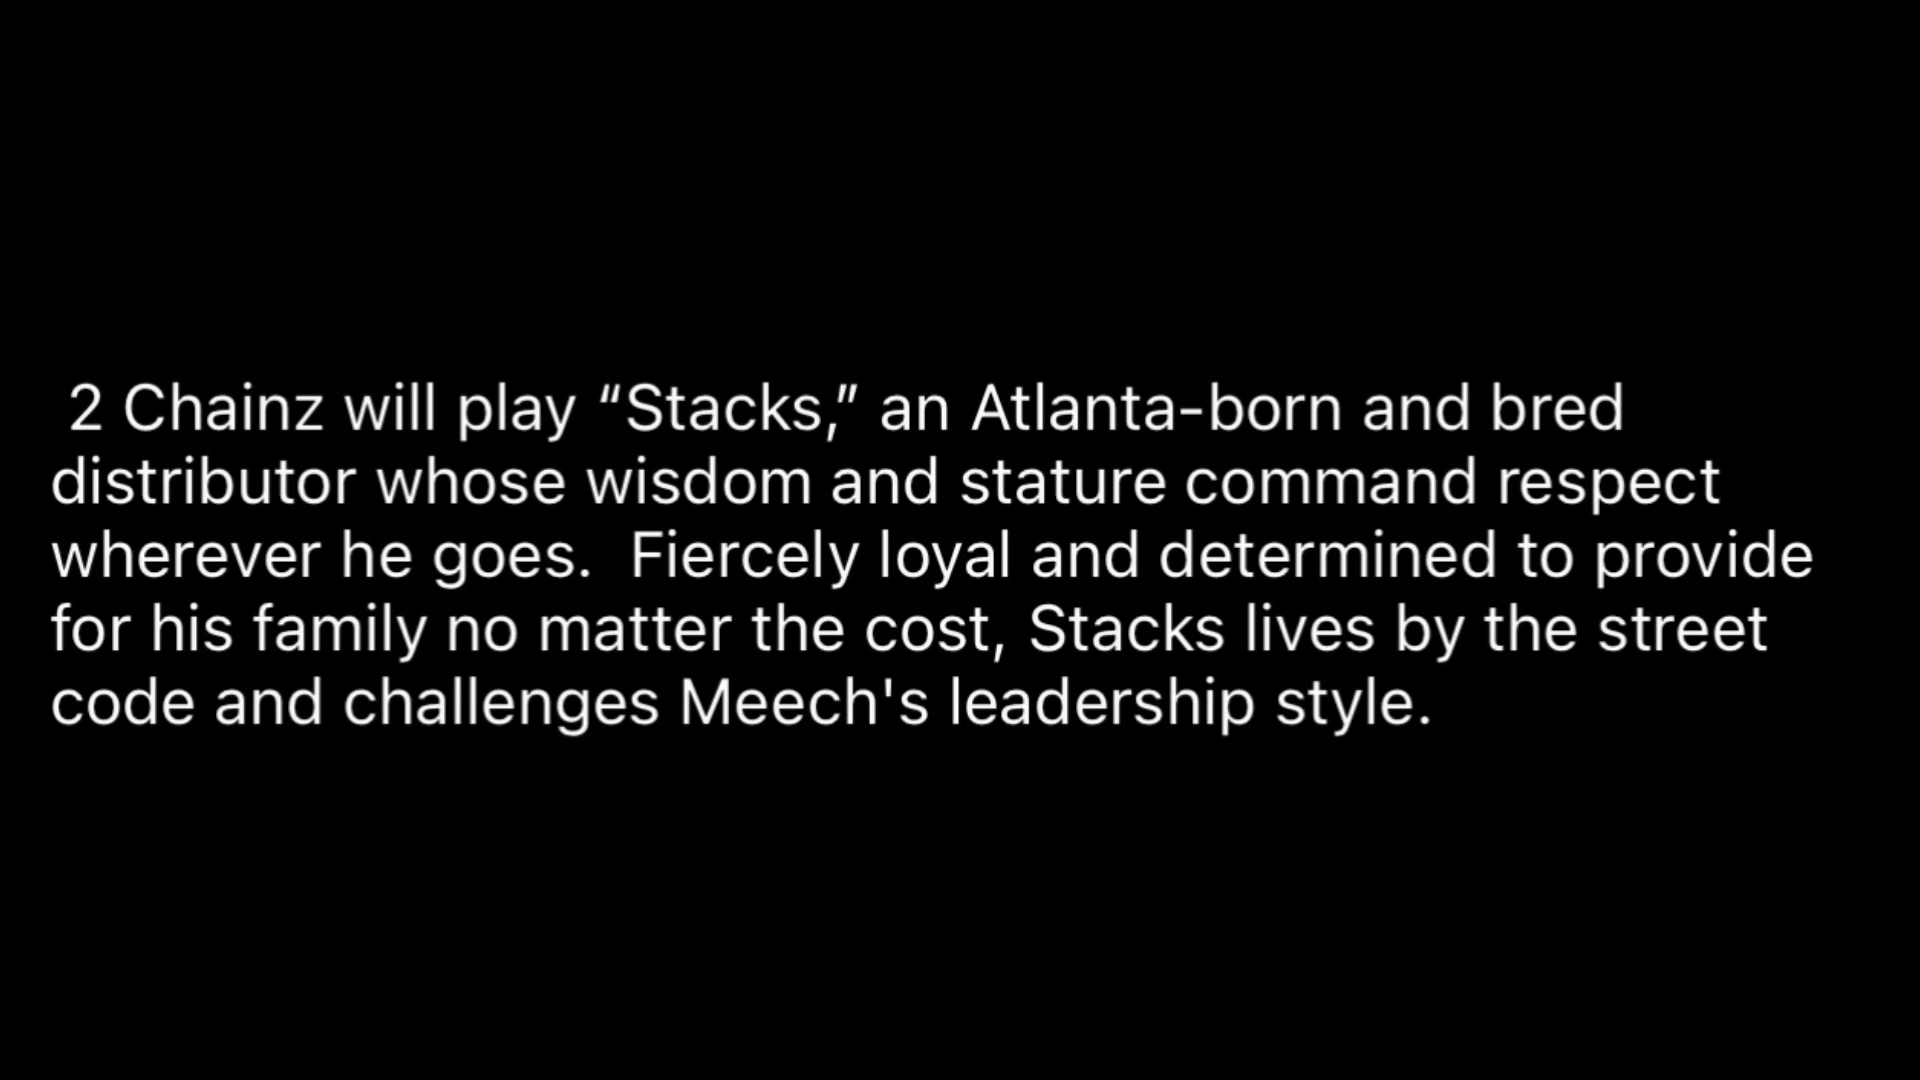 2 Chainz will play “Stacks,” an Atlanta-born and bred
distributor whose wisdom and stature command respect
wherever he goes.  Fiercely loyal and determined to provide
for his family no matter the cost, Stacks lives by the street
code and challenges Meech's leadership style.